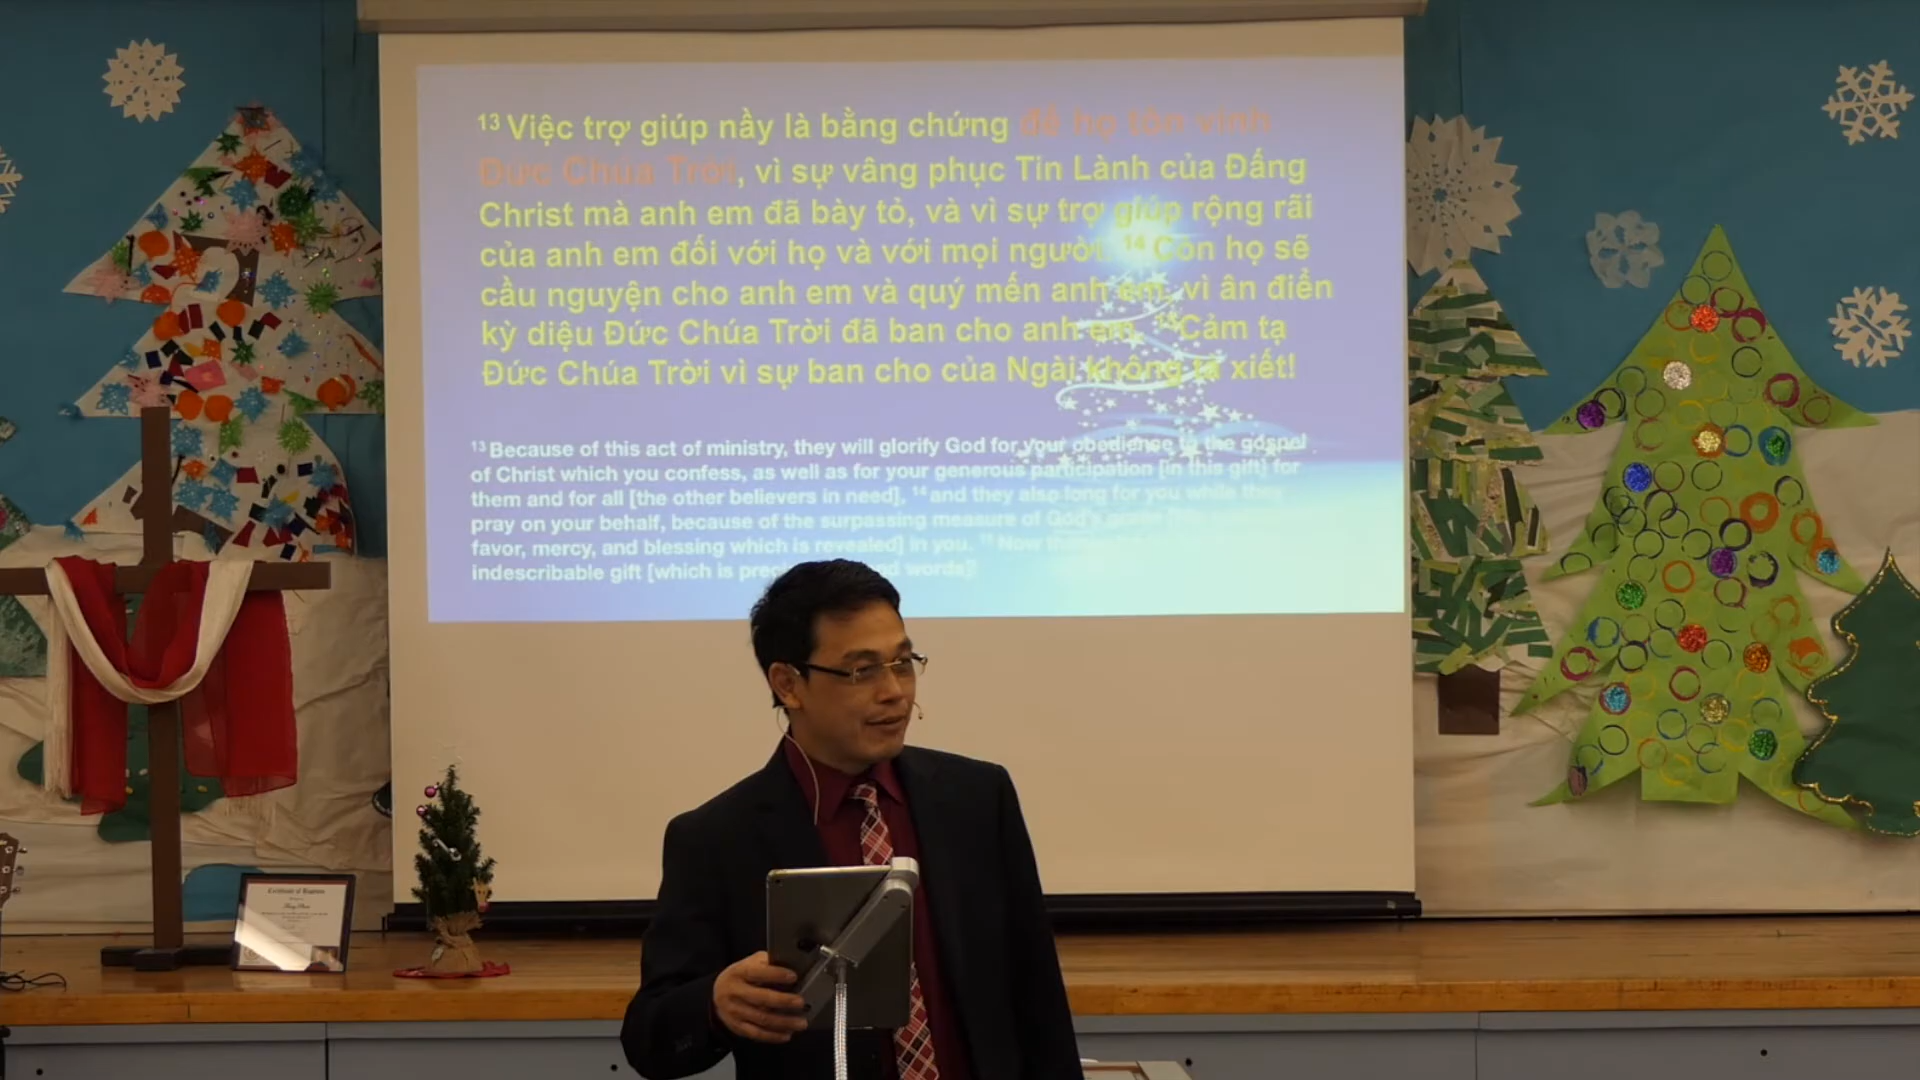 13 Việc trợ giúp nầy là bằng chứng để họ tôn vinh
Đức Chúa Trời, vì sự vâng phục Tin Lành của Đấng
Christ mà anh em đã bày tỏ, và vì sự trợ giúp rộng rãi
của anh em đối với họ và với mọi người. 14 Còn họ sẽ
cầu nguyện cho anh em và quý mến anh em, vì ân điển
kỳ diệu Đức Chúa Trời đã ban cho anh em. 15 Cảm tạ
Đức Chúa Trời vì sự ban cho của Ngài không tả xiết!
13 Because of this act of ministry, they will glorify God for your obedience to the gospel
of Christ which you confess, as well as for your generous participation [in this gift] for
them and for all [the other believers in need], 14 and they also long for you while they
pray on your behalf, because of the surpassing measure of God's grace
favor, mercy, and blessing which is revealed] in you. 15 Now
indescribable gift [which is words]!
Certificate of Baptism